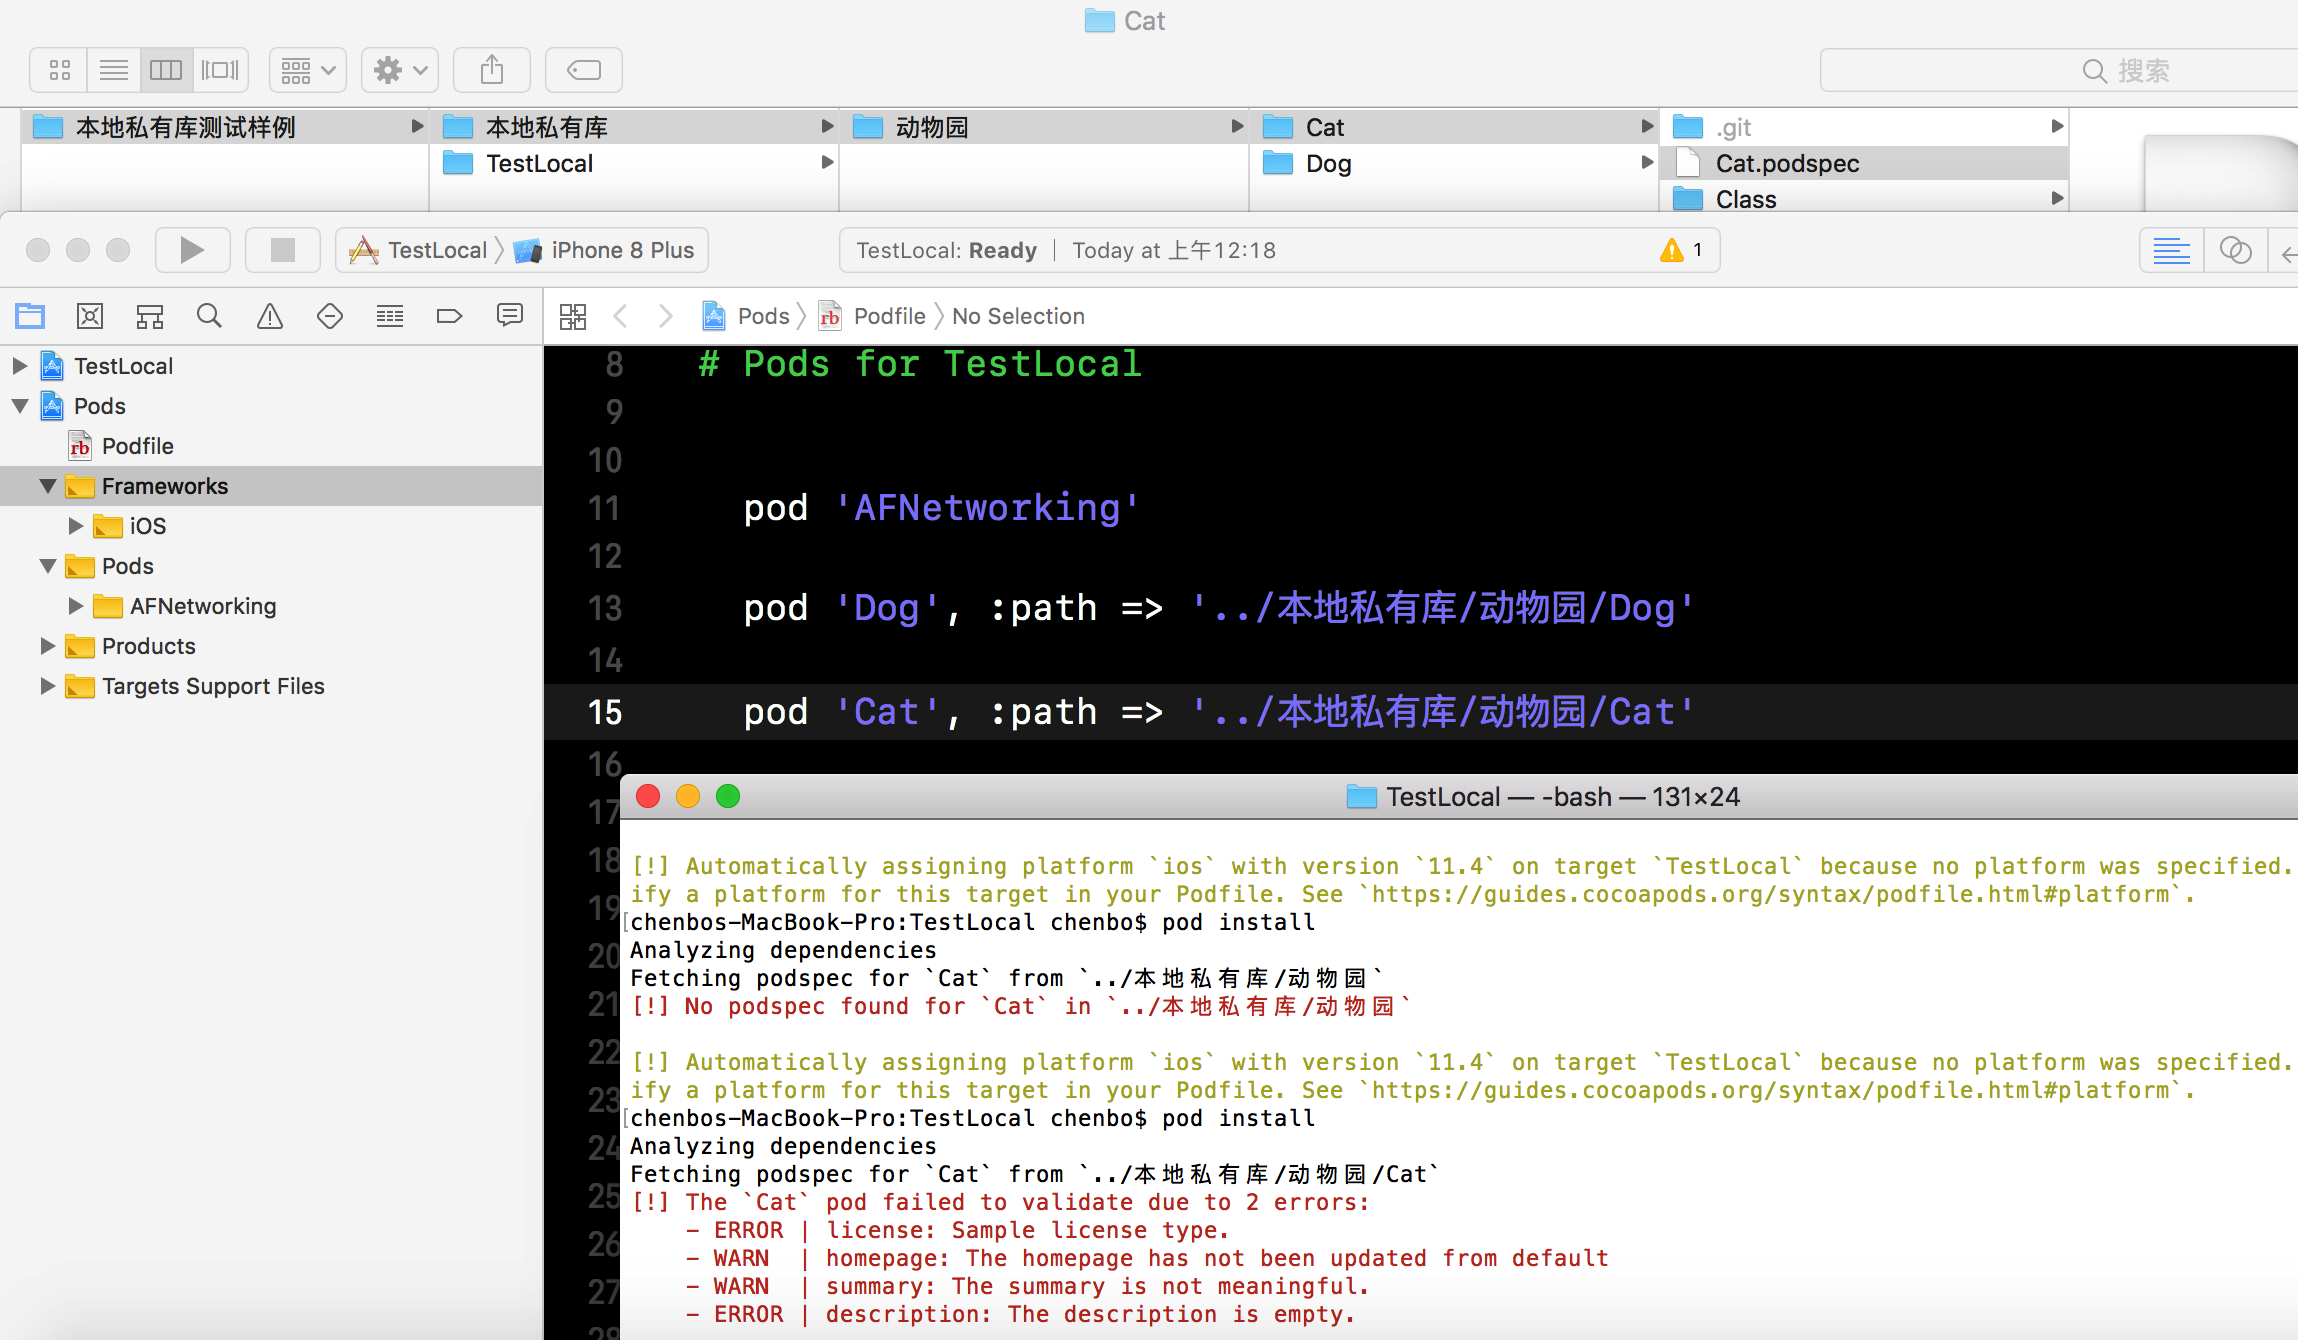 Cat
搜索
本地私有库测试样例 本地私有库 动物园 Cat .git
TestLocal Dog Cat.podspec
Class
TestLocal iPhone 8 Plus TestLocal: Ready Today at 上午12:18 1
Pods Podfile No Selection
TestLocal
Pods
Podfile
Frameworks
iOS
Pods
AFNetworking
Products
Targets Support Files
8 # Pods for TestLocal
9
10
11 pod 'AFNetworking'
12
13 pod 'Dog', :path => '../本地私有库/动物园/Dog'
14
15 pod 'Cat', :path => '../本地私有库/动物园/Cat'
16
17
18
19
20
21
22
23
24
25
26
27
28
TestLocal — -bash — 131×24
[!] Automatically assigning platform `ios` with version `11.4` on target `TestLocal` because no platform was specified.
ify a platform for this target in your Podfile. See `https://guides.cocoapods.org/syntax/podfile.html#platform`.
[chenbos-MacBook-Pro:TestLocal chenbo$ pod install
Analyzing dependencies
Fetching podspec for `Cat` from `../本地私有库/动物园`
[!] No podspec found for `Cat` in `../本地私有库/动物园`
[!] Automatically assigning platform `ios` with version `11.4` on target `TestLocal` because no platform was specified.
ify a platform for this target in your Podfile. See `https://guides.cocoapods.org/syntax/podfile.html#platform`.
[chenbos-MacBook-Pro:TestLocal chenbo$ pod install
Analyzing dependencies
Fetching podspec for `Cat` from `../本地私有库/动物园/Cat`
[!] The `Cat` pod failed to validate due to 2 errors:
- ERROR | license: Sample license type.
- WARN | homepage: The homepage has not been updated from default
- WARN | summary: The summary is not meaningful.
- ERROR | description: The description is empty.